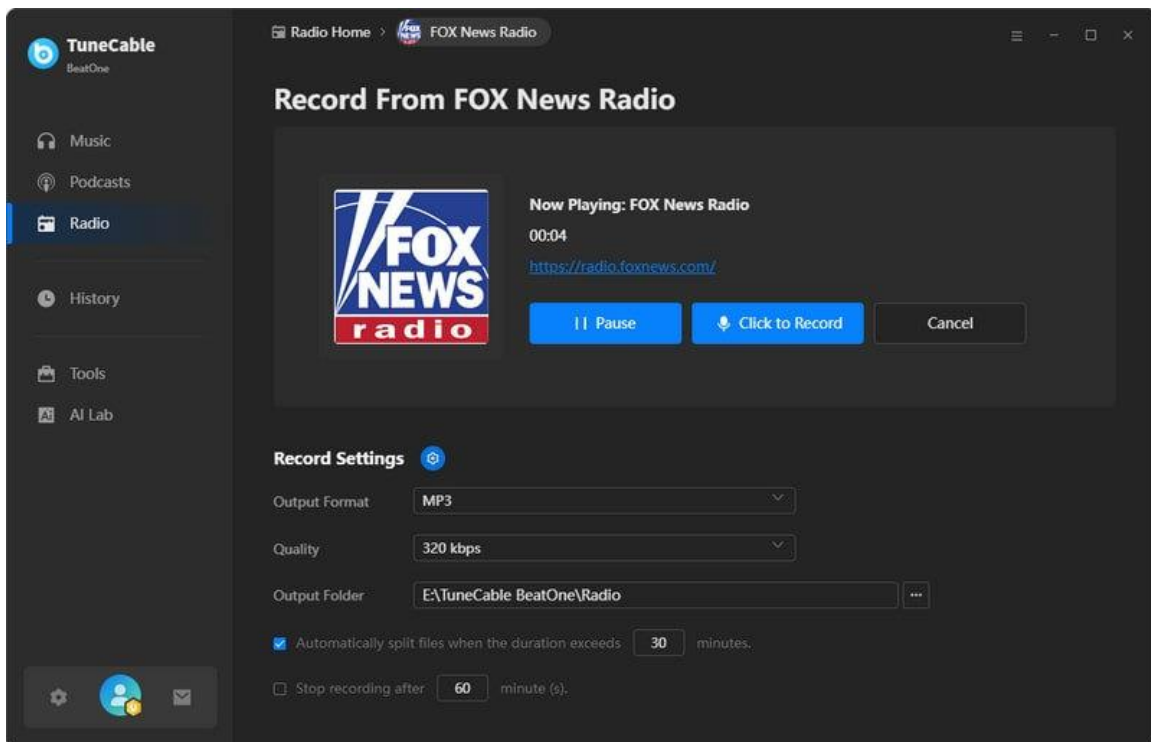 TuneCable
BeatOne
Radio Home > FOX News Radio
Music
Podcasts
Radio
History
Tools
AI Lab
Record From FOX News Radio
FOX
NEWS
radio
Now Playing: FOX News Radio
00:04
https://radio.foxnews.com/
Pause
Click to Record
Cancel
Record Settings
Output Format MP3
Quality 320 kbps
Output Folder E:\TuneCable BeatOne\Radio ...
Automatically split files when the duration exceeds 30 minutes.
Stop recording after 60 minute (s).